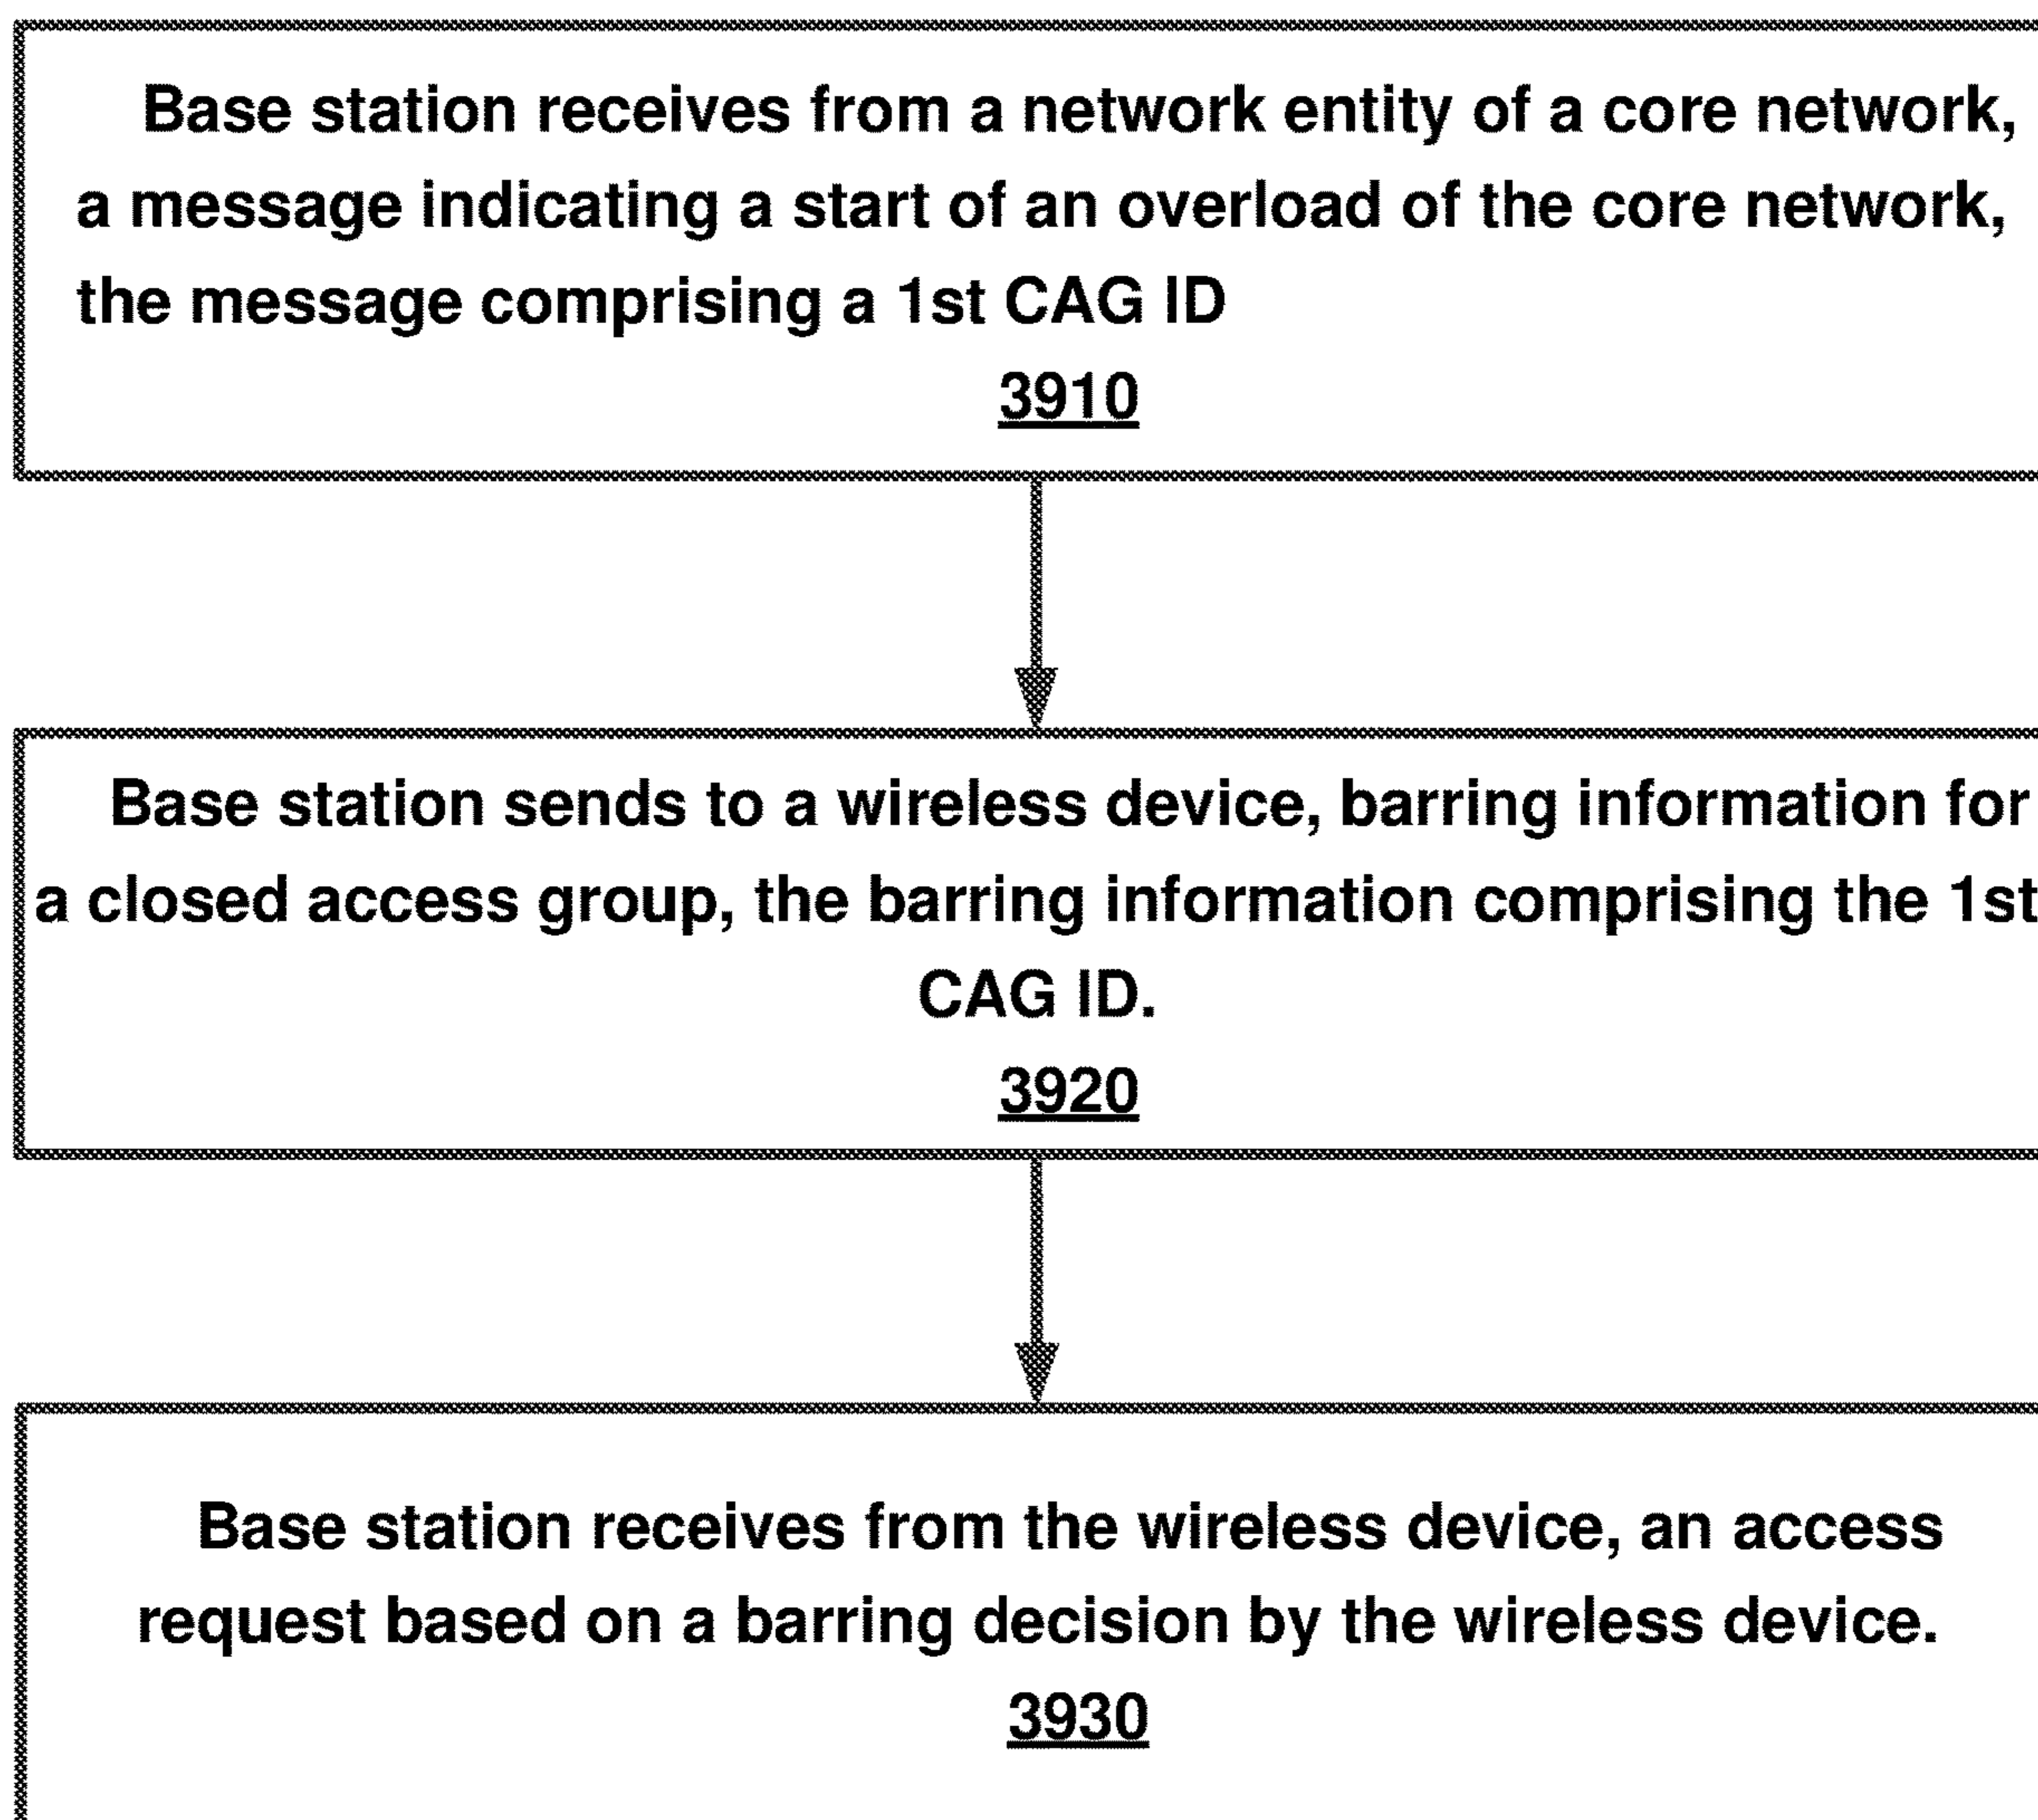 Base station receives from a network entity of a core network,
a message indicating a start of an overload of the core network,
the message comprising a 1st CAG ID
3910
Base station sends to a wireless device, barring information for
a closed access group, the barring information comprising the 1st
CAG ID.
3920
Base station receives from the wireless device, an access
request based on a barring decision by the wireless device.
3930